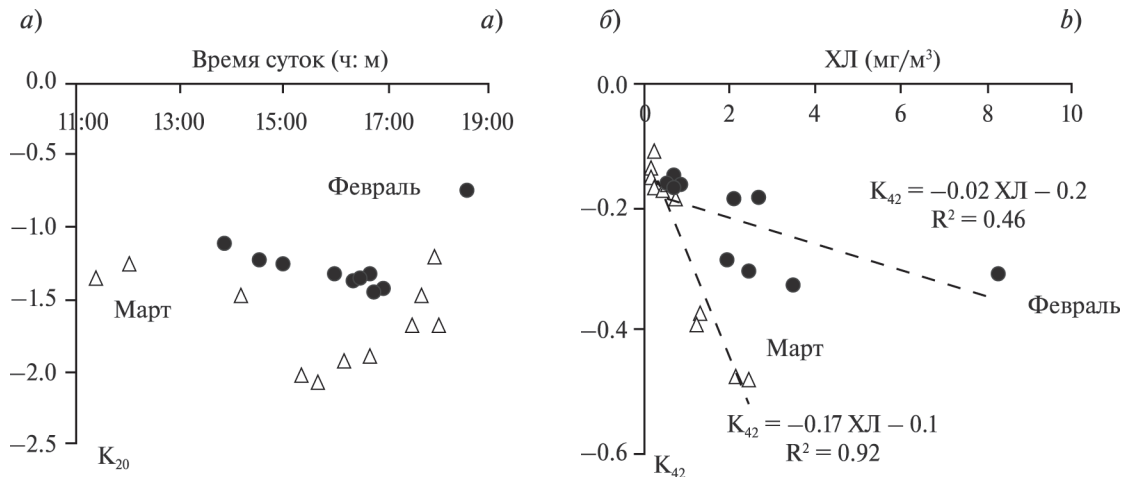 а) а)
Время суток (ч: м)
0.0
11:00 13:00 15:00 17:00 19:00
−0.5
Февраль
−1.0
−1.5
Март
−2.0
−2.5
K₂₀
б) b)
ХЛ (мг/м³)
0.0
0 2 4 6 8 10
−0.2
K₄₂ = −0.02 ХЛ − 0.2
R² = 0.46
Февраль
−0.4
Март
K₄₂ = −0.17 ХЛ − 0.1
R² = 0.92
−0.6
K₄₂